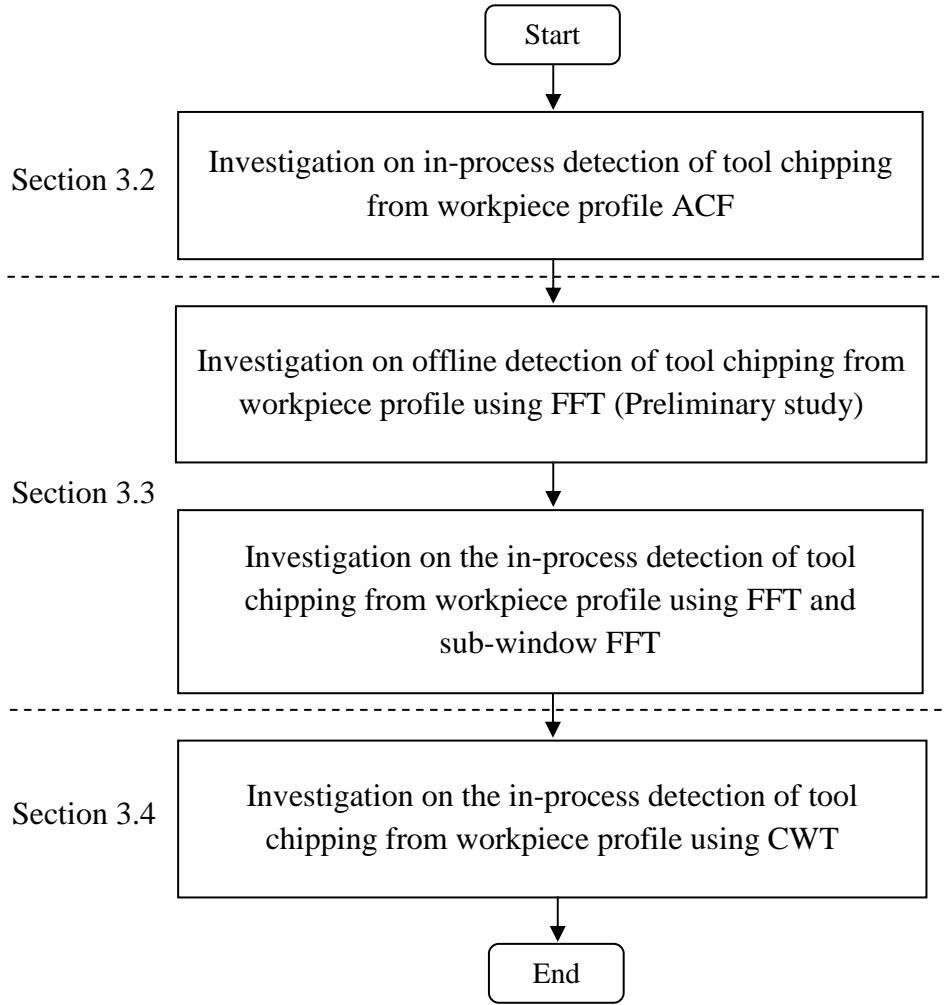 Start
Section 3.2
Investigation on in-process detection of tool chipping
from workpiece profile ACF
Investigation on offline detection of tool chipping from
workpiece profile using FFT (Preliminary study)
Section 3.3
Investigation on the in-process detection of tool
chipping from workpiece profile using FFT and
sub-window FFT
Section 3.4
Investigation on the in-process detection of tool
chipping from workpiece profile using CWT
End